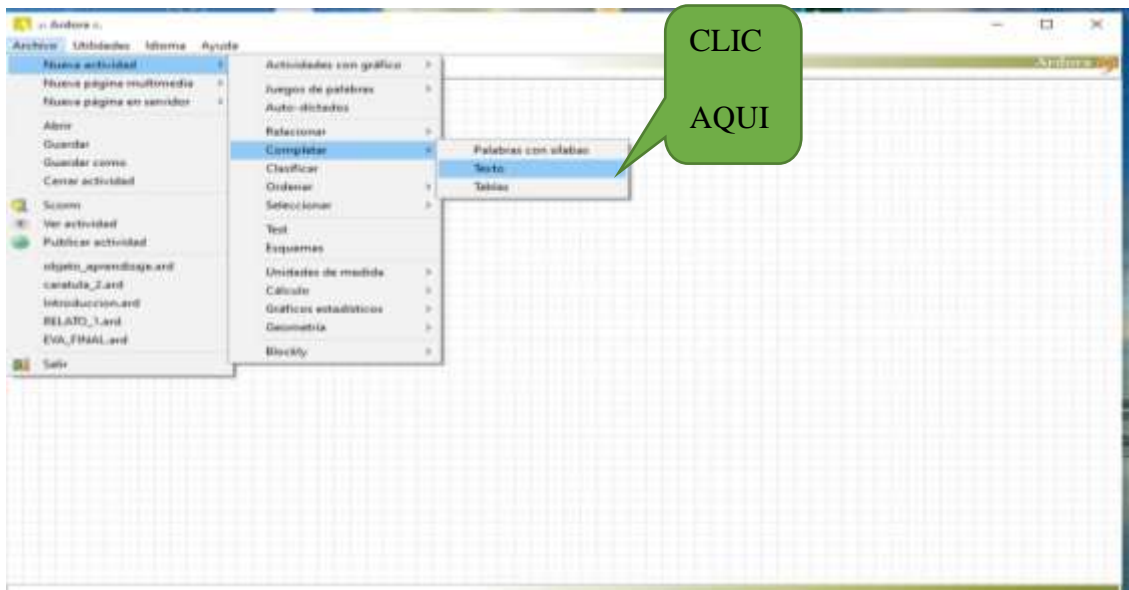 :: Ardora ::
Archivo Utilidades Idioma Ayuda
Ardora
Nueva actividad
Nueva página multimedia
Nueva página en servidor
Abrir
Guardar
Guardar como
Cerrar actividad
Scorm
Ver actividad
Publicar actividad
objeto_aprendizaje.ard
caratula_2.ard
Introduccion.ard
RELATO_1.ard
EVA_FINAL.ard
Salir
Actividades con gráfico
Juegos de palabras
Auto-dictados
Relacionar
Completar
Clasificar
Ordenar
Seleccionar
Test
Esquemas
Unidades de medida
Cálculo
Gráficos estadísticos
Geometría
Blockly
Palabras con sílabas
Texto
Tablas
CLIC
AQUI